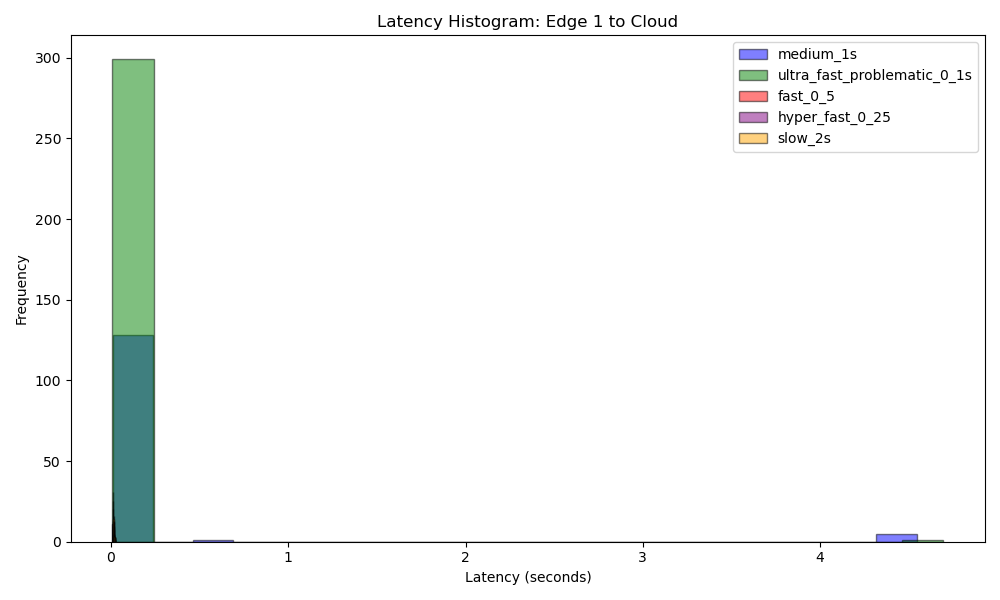 Latency Histogram: Edge 1 to Cloud
medium_1s
ultra_fast_problematic_0_1s
fast_0_5
hyper_fast_0_25
slow_2s
Frequency
300
250
200
150
100
50
0
0 1 2 3 4
Latency (seconds)